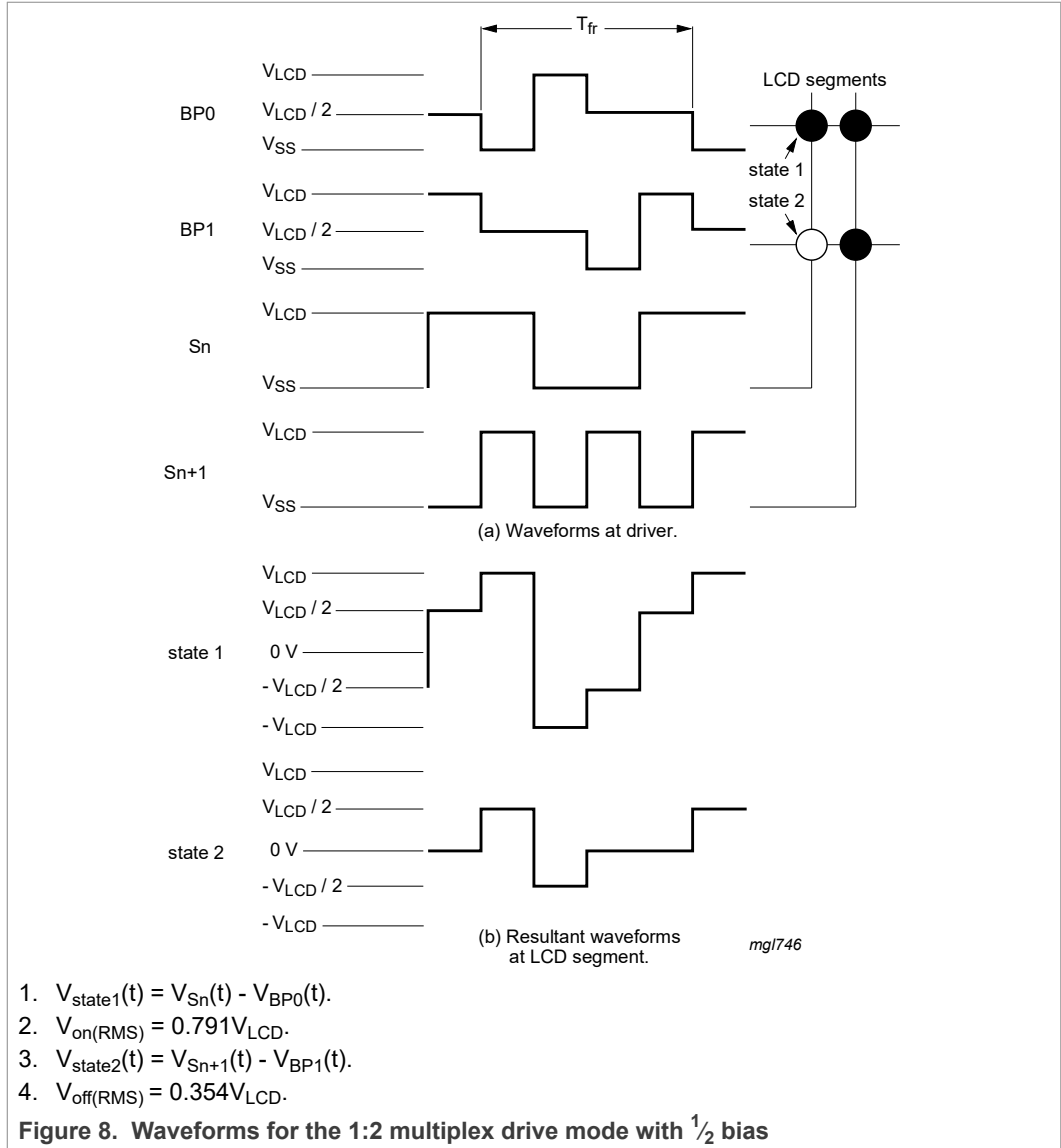 Tfr
VLCD
LCD segments
BP0
VLCD / 2
VSS
state 1
VLCD
state 2
BP1
VLCD / 2
VSS
VLCD
Sn
VSS
VLCD
Sn+1
VSS
(a) Waveforms at driver.
VLCD
VLCD / 2
state 1
0 V
- VLCD / 2
- VLCD
VLCD
VLCD / 2
state 2
0 V
- VLCD / 2
- VLCD
(b) Resultant waveforms
at LCD segment.
mgl746
1. Vstate1(t) = VSn(t) - VBP0(t).
2. Von(RMS) = 0.791VLCD.
3. Vstate2(t) = VSn+1(t) - VBP1(t).
4. Voff(RMS) = 0.354VLCD.
Figure 8. Waveforms for the 1:2 multiplex drive mode with 1/2 bias